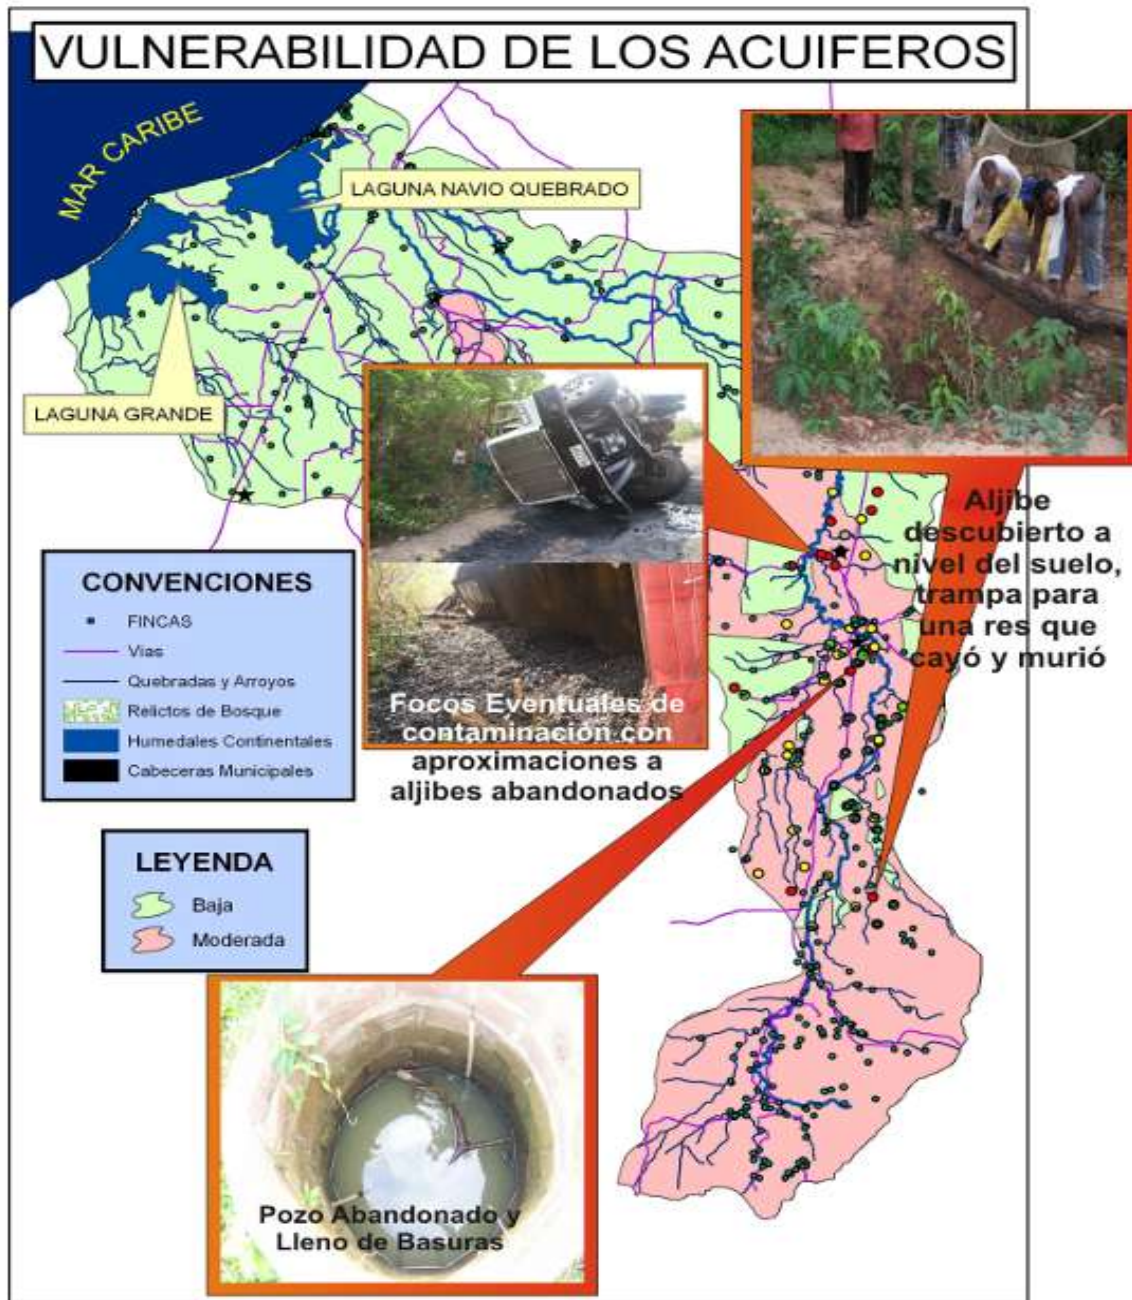 VULNERABILIDAD DE LOS ACUIFEROS
MAR CARIBE
LAGUNA NAVIO QUEBRADO
LAGUNA GRANDE
Aljibe
descubierto a
nivel del suelo,
trampa para
una res que
cayó y murió
CONVENCIONES
FINCAS
Vias
Quebradas y Arroyos
Relictos de Bosque
Humedales Continentales
Cabeceras Municipales
Focos Eventuales de
contaminación con
aproximaciones a
aljibes abandonados
LEYENDA
Baja
Moderada
Pozo Abandonado y
Lleno de Basuras